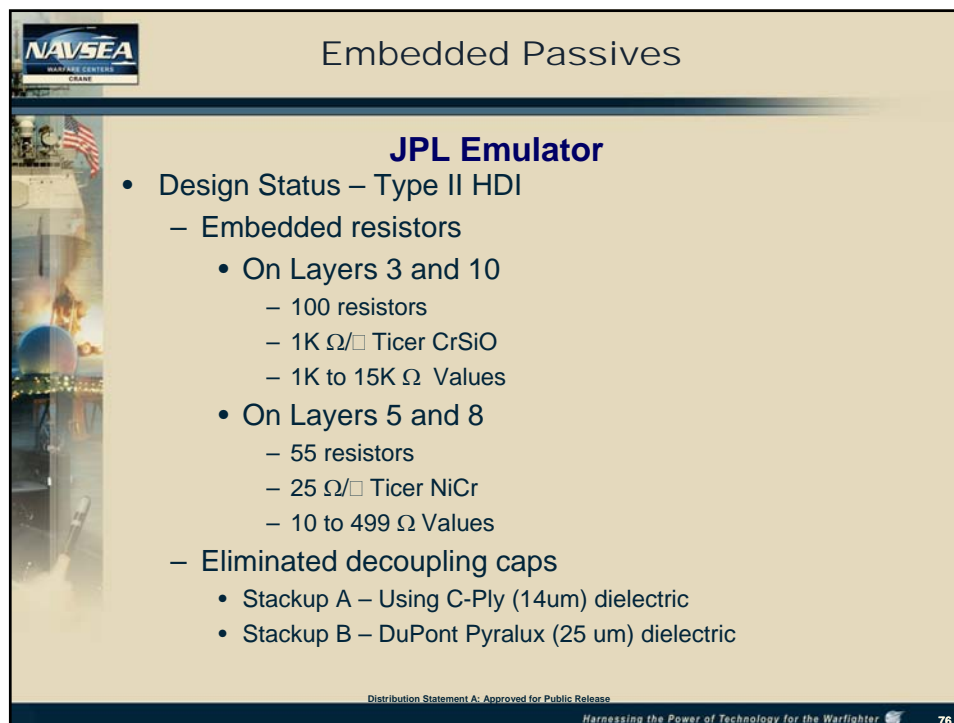 NAVSEA
WARFARE CENTERS
CRANE
Embedded Passives
JPL Emulator
• Design Status – Type II HDI
– Embedded resistors
• On Layers 3 and 10
– 100 resistors
– 1K Ω/□ Ticer CrSiO
– 1K to 15K Ω Values
• On Layers 5 and 8
– 55 resistors
– 25 Ω/□ Ticer NiCr
– 10 to 499 Ω Values
– Eliminated decoupling caps
• Stackup A – Using C-Ply (14um) dielectric
• Stackup B – DuPont Pyralux (25 um) dielectric
Distribution Statement A: Approved for Public Release
Harnessing the Power of Technology for the Warfighter
76